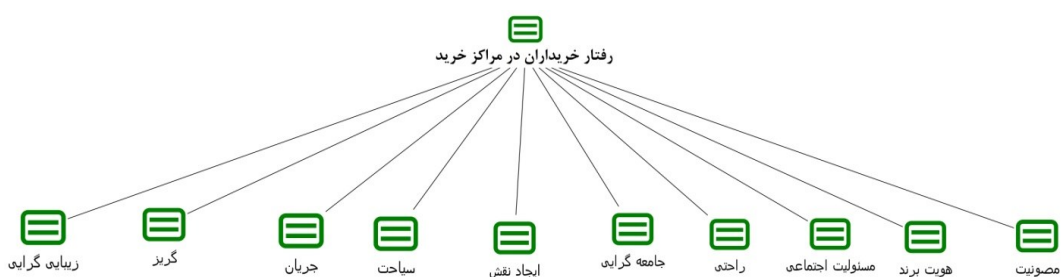 رفتار خریداران در مراکز خرید
مصونیت
هویت برند
مسئولیت اجتماعی
راحتی
جامعه گرایی
ایجاد نقش
سیاحت
جریان
گریز
زیبایی گرایی